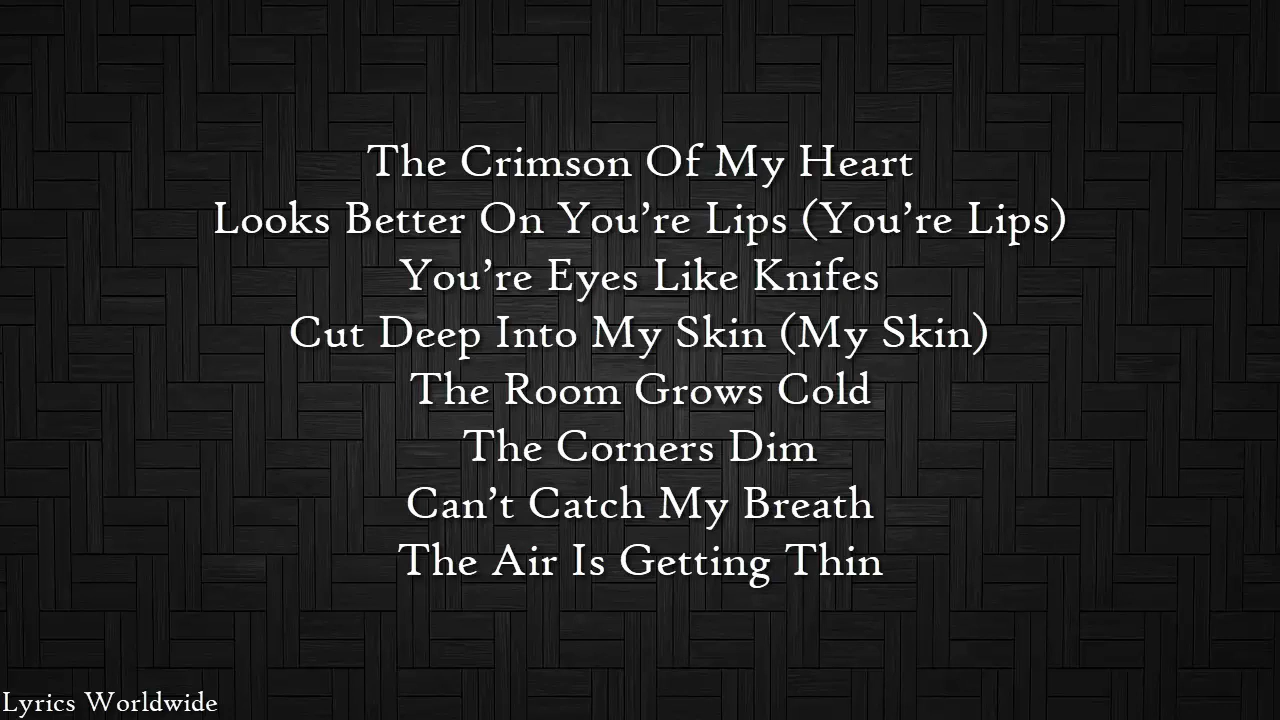 The Crimson Of My Heart
Looks Better On You're Lips (You're Lips)
You're Eyes Like Knifes
Cut Deep Into My Skin (My Skin)
The Room Grows Cold
The Corners Dim
Can't Catch My Breath
The Air Is Getting Thin
Lyrics Worldwide